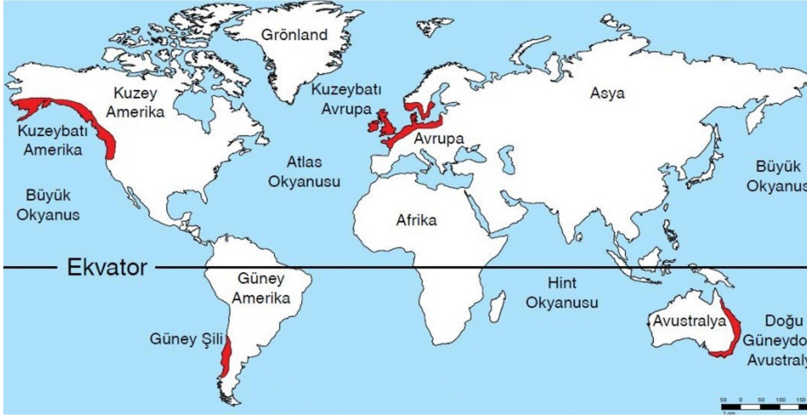 Grönland
Kuzey
Amerika
Kuzeybatı
Avrupa
Asya
Kuzeybatı
Amerika
Avrupa
Atlas
Okyanusu
Büyük
Okyanus
Büyük
Okyanus
Afrika
Ekvator
Güney
Amerika
Hint
Okyanusu
Güney Şili
Avustralya
Doğu
Güneydo
Avustraly